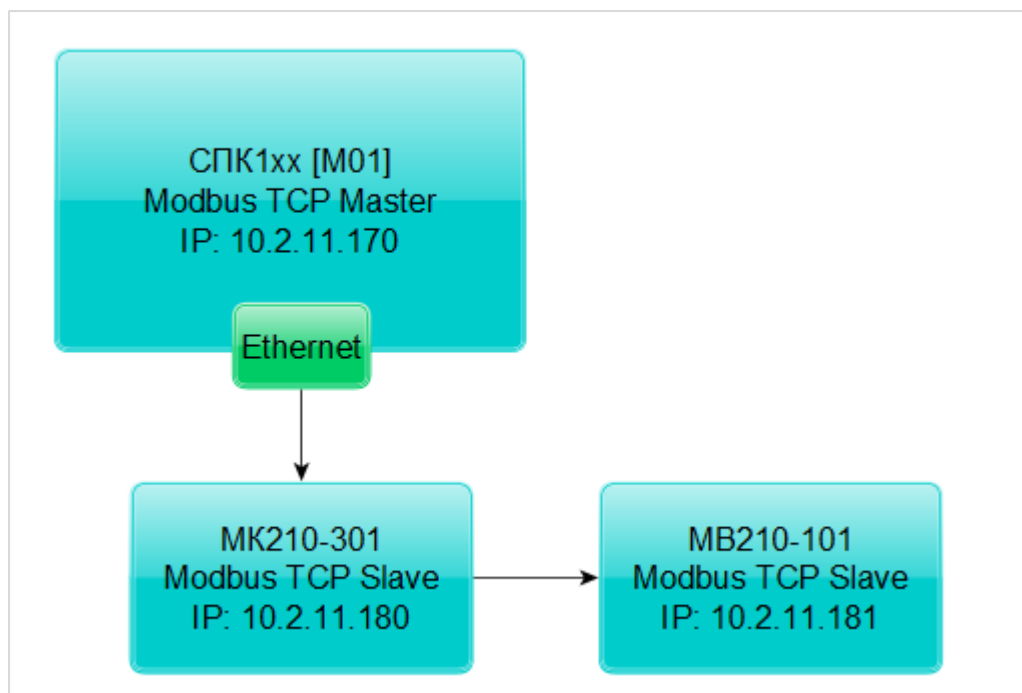 СПК1xx [M01]
Modbus TCP Master
IP: 10.2.11.170
Ethernet
МК210-301
Modbus TCP Slave
IP: 10.2.11.180
МВ210-101
Modbus TCP Slave
IP: 10.2.11.181